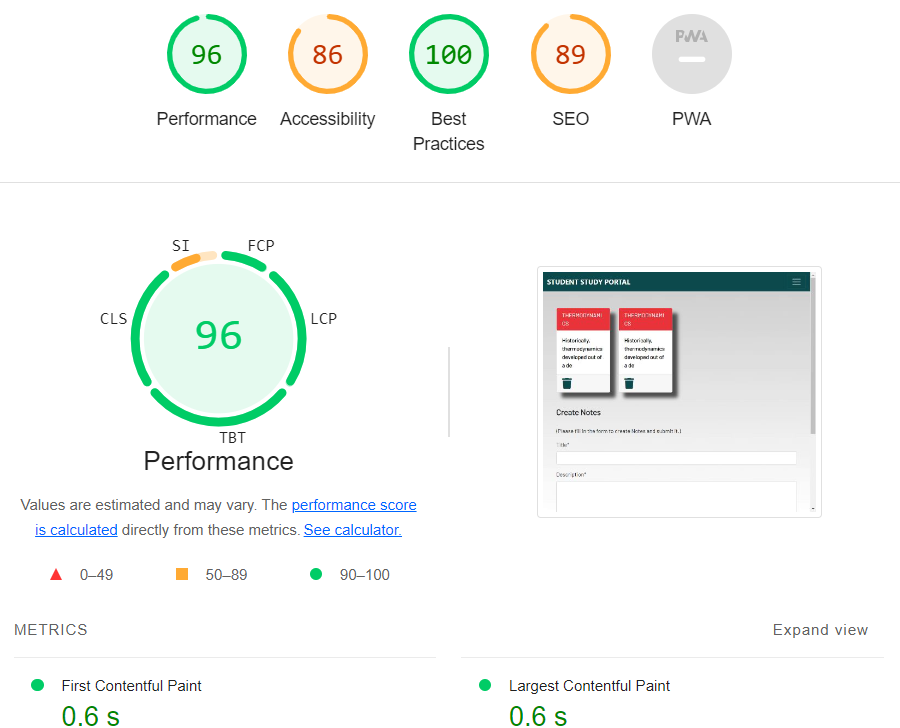 96 86 100 89 PWA
Performance Accessibility Best Practices SEO PWA
SI FCP
CLS LCP
96
TBT
Performance
Values are estimated and may vary. The performance score
is calculated directly from these metrics. See calculator.
0–49 50–89 90–100
STUDENT STUDY PORTAL
THERMODYNAMI
CS
Historically,
thermodynamics
developed out of
a de
THERMODYNAMI
CS
Historically,
thermodynamics
developed out of
a de
Create Notes
(Please fill in the form to create Notes and submit it.)
Title*
Description*
METRICS Expand view
First Contentful Paint Largest Contentful Paint
0.6 s 0.6 s